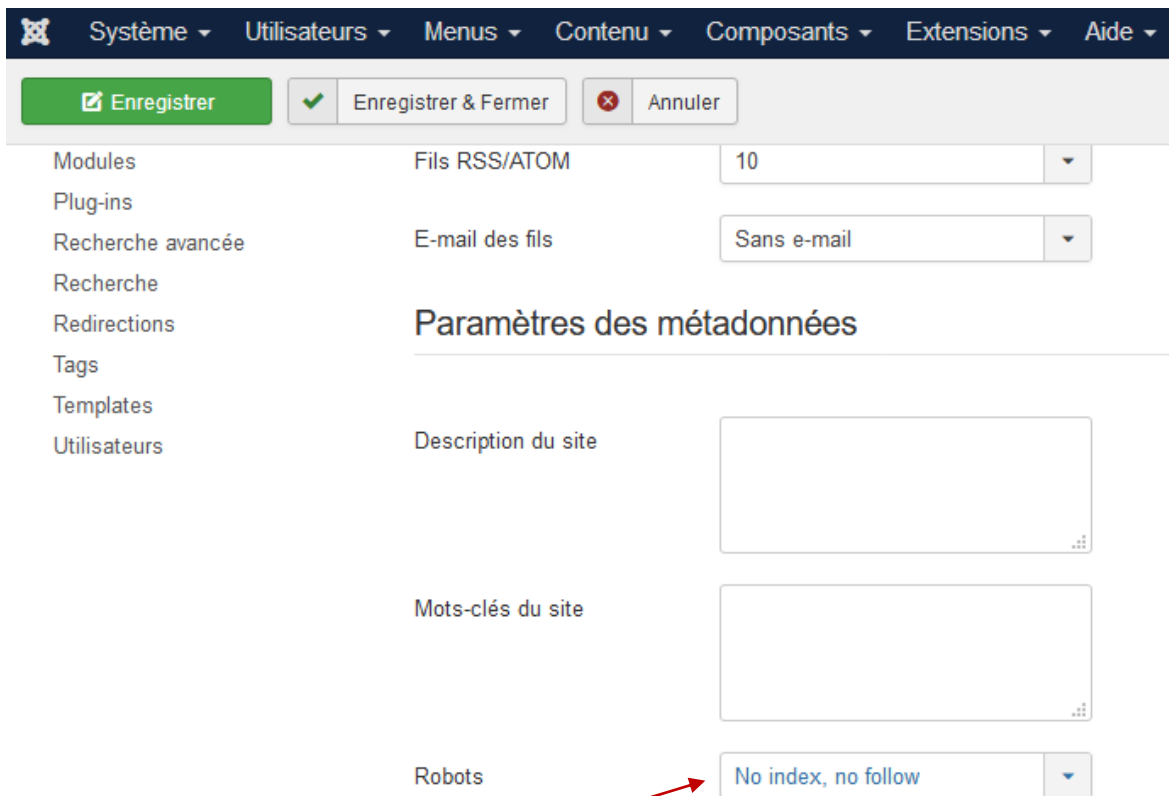 Système Utilisateurs Menus Contenu Composants Extensions Aide
Enregistrer Enregistrer & Fermer Annuler
Modules
Plug-ins
Recherche avancée
Recherche
Redirections
Tags
Templates
Utilisateurs
Fils RSS/ATOM 10
E-mail des fils Sans e-mail
Paramètres des métadonnées
Description du site
Mots-clés du site
Robots No index, no follow